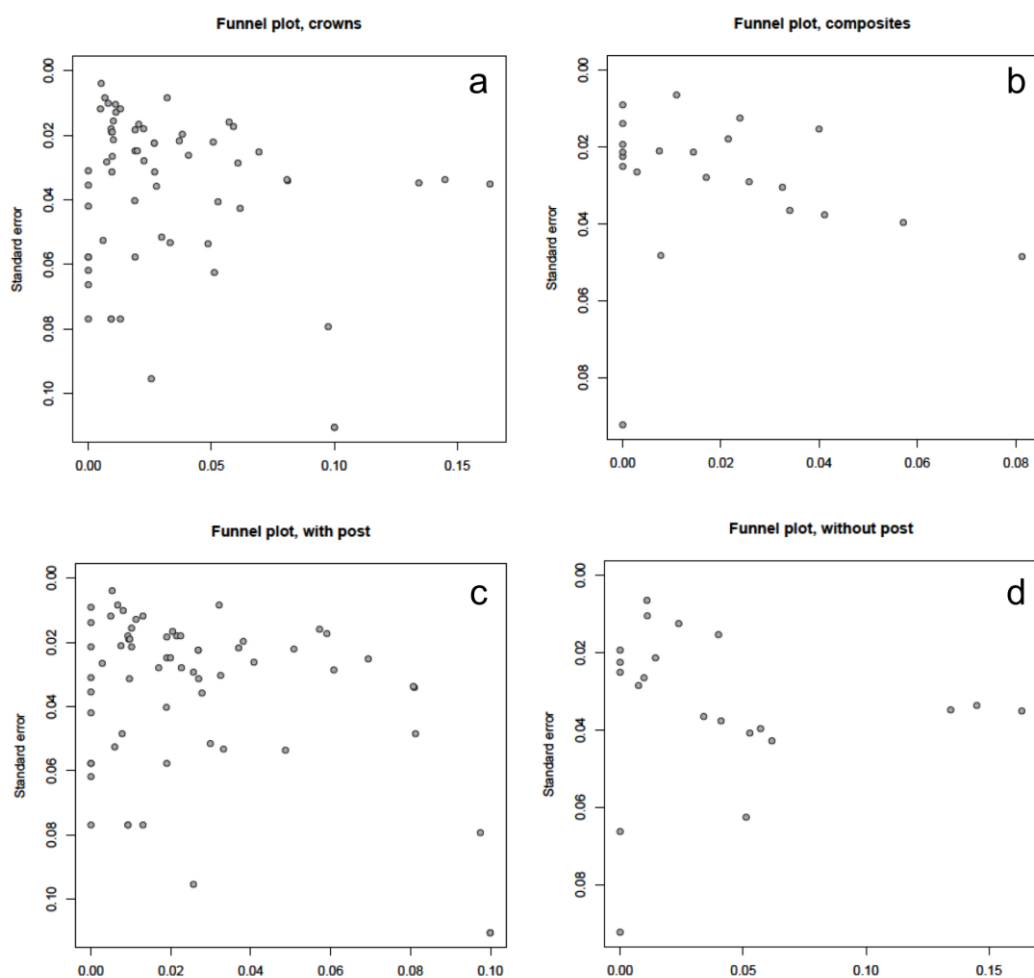 Funnel plot, crowns
a
Standard error
0.00
0.02
0.04
0.06
0.08
0.10
0.00 0.05 0.10 0.15
Funnel plot, composites
b
Standard error
0.00
0.02
0.04
0.06
0.08
0.00 0.02 0.04 0.06 0.08
Funnel plot, with post
c
Standard error
0.00
0.02
0.04
0.06
0.08
0.10
0.00 0.02 0.04 0.06 0.08 0.10
Funnel plot, without post
d
Standard error
0.00
0.02
0.04
0.06
0.08
0.00 0.05 0.10 0.15